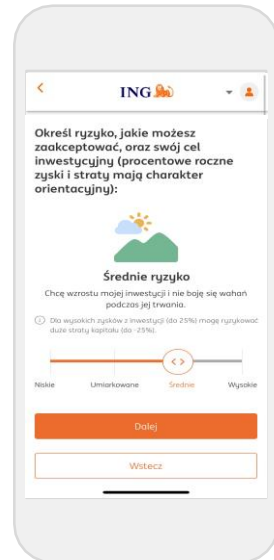 ING
Określ ryzyko, jakie możesz
zaakceptować, oraz swój cel
inwestycyjny (procentowe roczne
zyski i straty mają charakter
orientacyjny):
Średnie ryzyko
Chcę wzrostu mojej inwestycji i nie boję się wahań
podczas jej trwania.
Dla wysokich zysków z inwestycji (do 25%) mogę ryzykować
duże straty kapitału (do -25%).
Niskie Umiarkowane Średnie Wysokie
Dalej
Wstecz